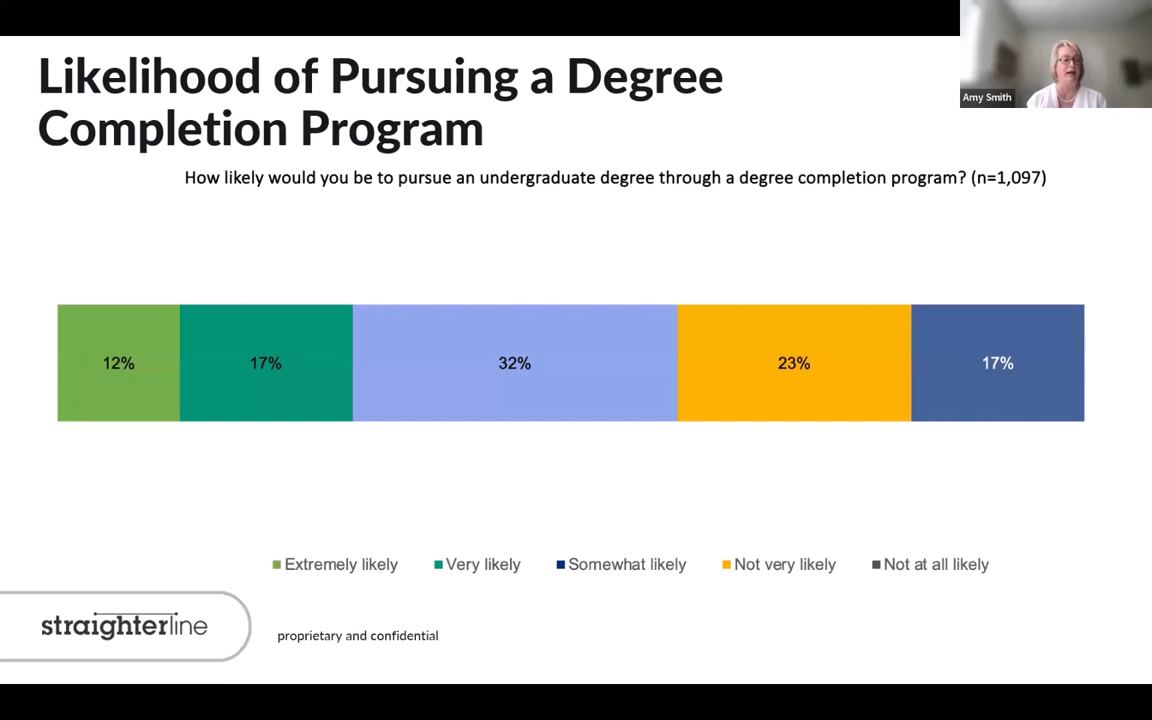 Likelihood of Pursuing a Degree
Completion Program
Amy Smith
How likely would you be to pursue an undergraduate degree through a degree completion program? (n=1,097)
12% 17% 32% 23% 17%
Extremely likely Very likely Somewhat likely Not very likely Not at all likely
straighterline
proprietary and confidential